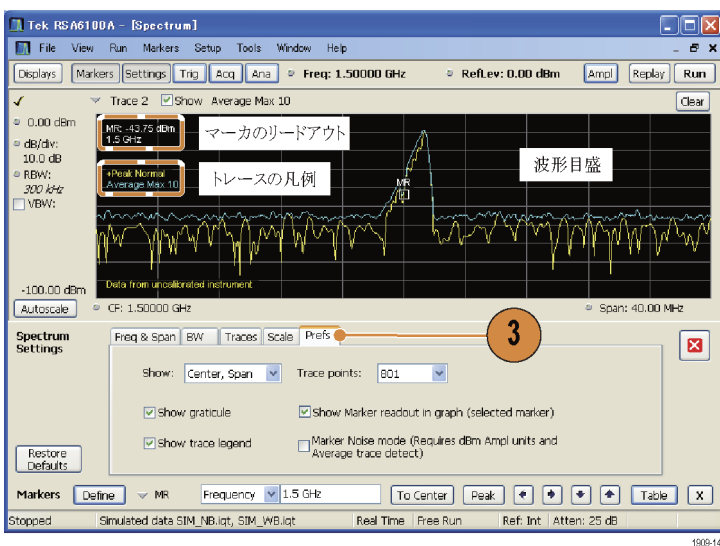 Tek RSA6100A - [Spectrum]
File View Run Markers Setup Tools Window Help
Displays Markers Settings Trig Acq Ana Freq: 1.50000 GHz RefLev: 0.00 dBm Ampl Replay Run
Trace 2 Show Average Max 10 Clear
0.00 dBm
dB/div:
10.0 dB
RBW:
300 kHz
VBW:
-100.00 dBm
Autoscale
MR: -43.75 dBm
1.5 GHz
マーカのリードアウト
+Peak Normal
Average Max 10
トレースの凡例
波形目盛
MR
Data from uncalibrated instrument
CF: 1.50000 GHz Span: 40.00 MHz
Spectrum
Settings
Freq & Span BW Traces Scale Prefs
3
Show: Center, Span Trace points: 801
Show graticule Show Marker readout in graph (selected marker)
Show trace legend Marker Noise mode (Requires dBm Ampl units and
Average trace detect)
Restore
Defaults
Markers Define MR Frequency 1.5 GHz To Center Peak Table X
Stopped Simulated data SIM_NB.iqt, SIM_WB.iqt Real Time Free Run Ref: Int Atten: 25 dB
1909-14